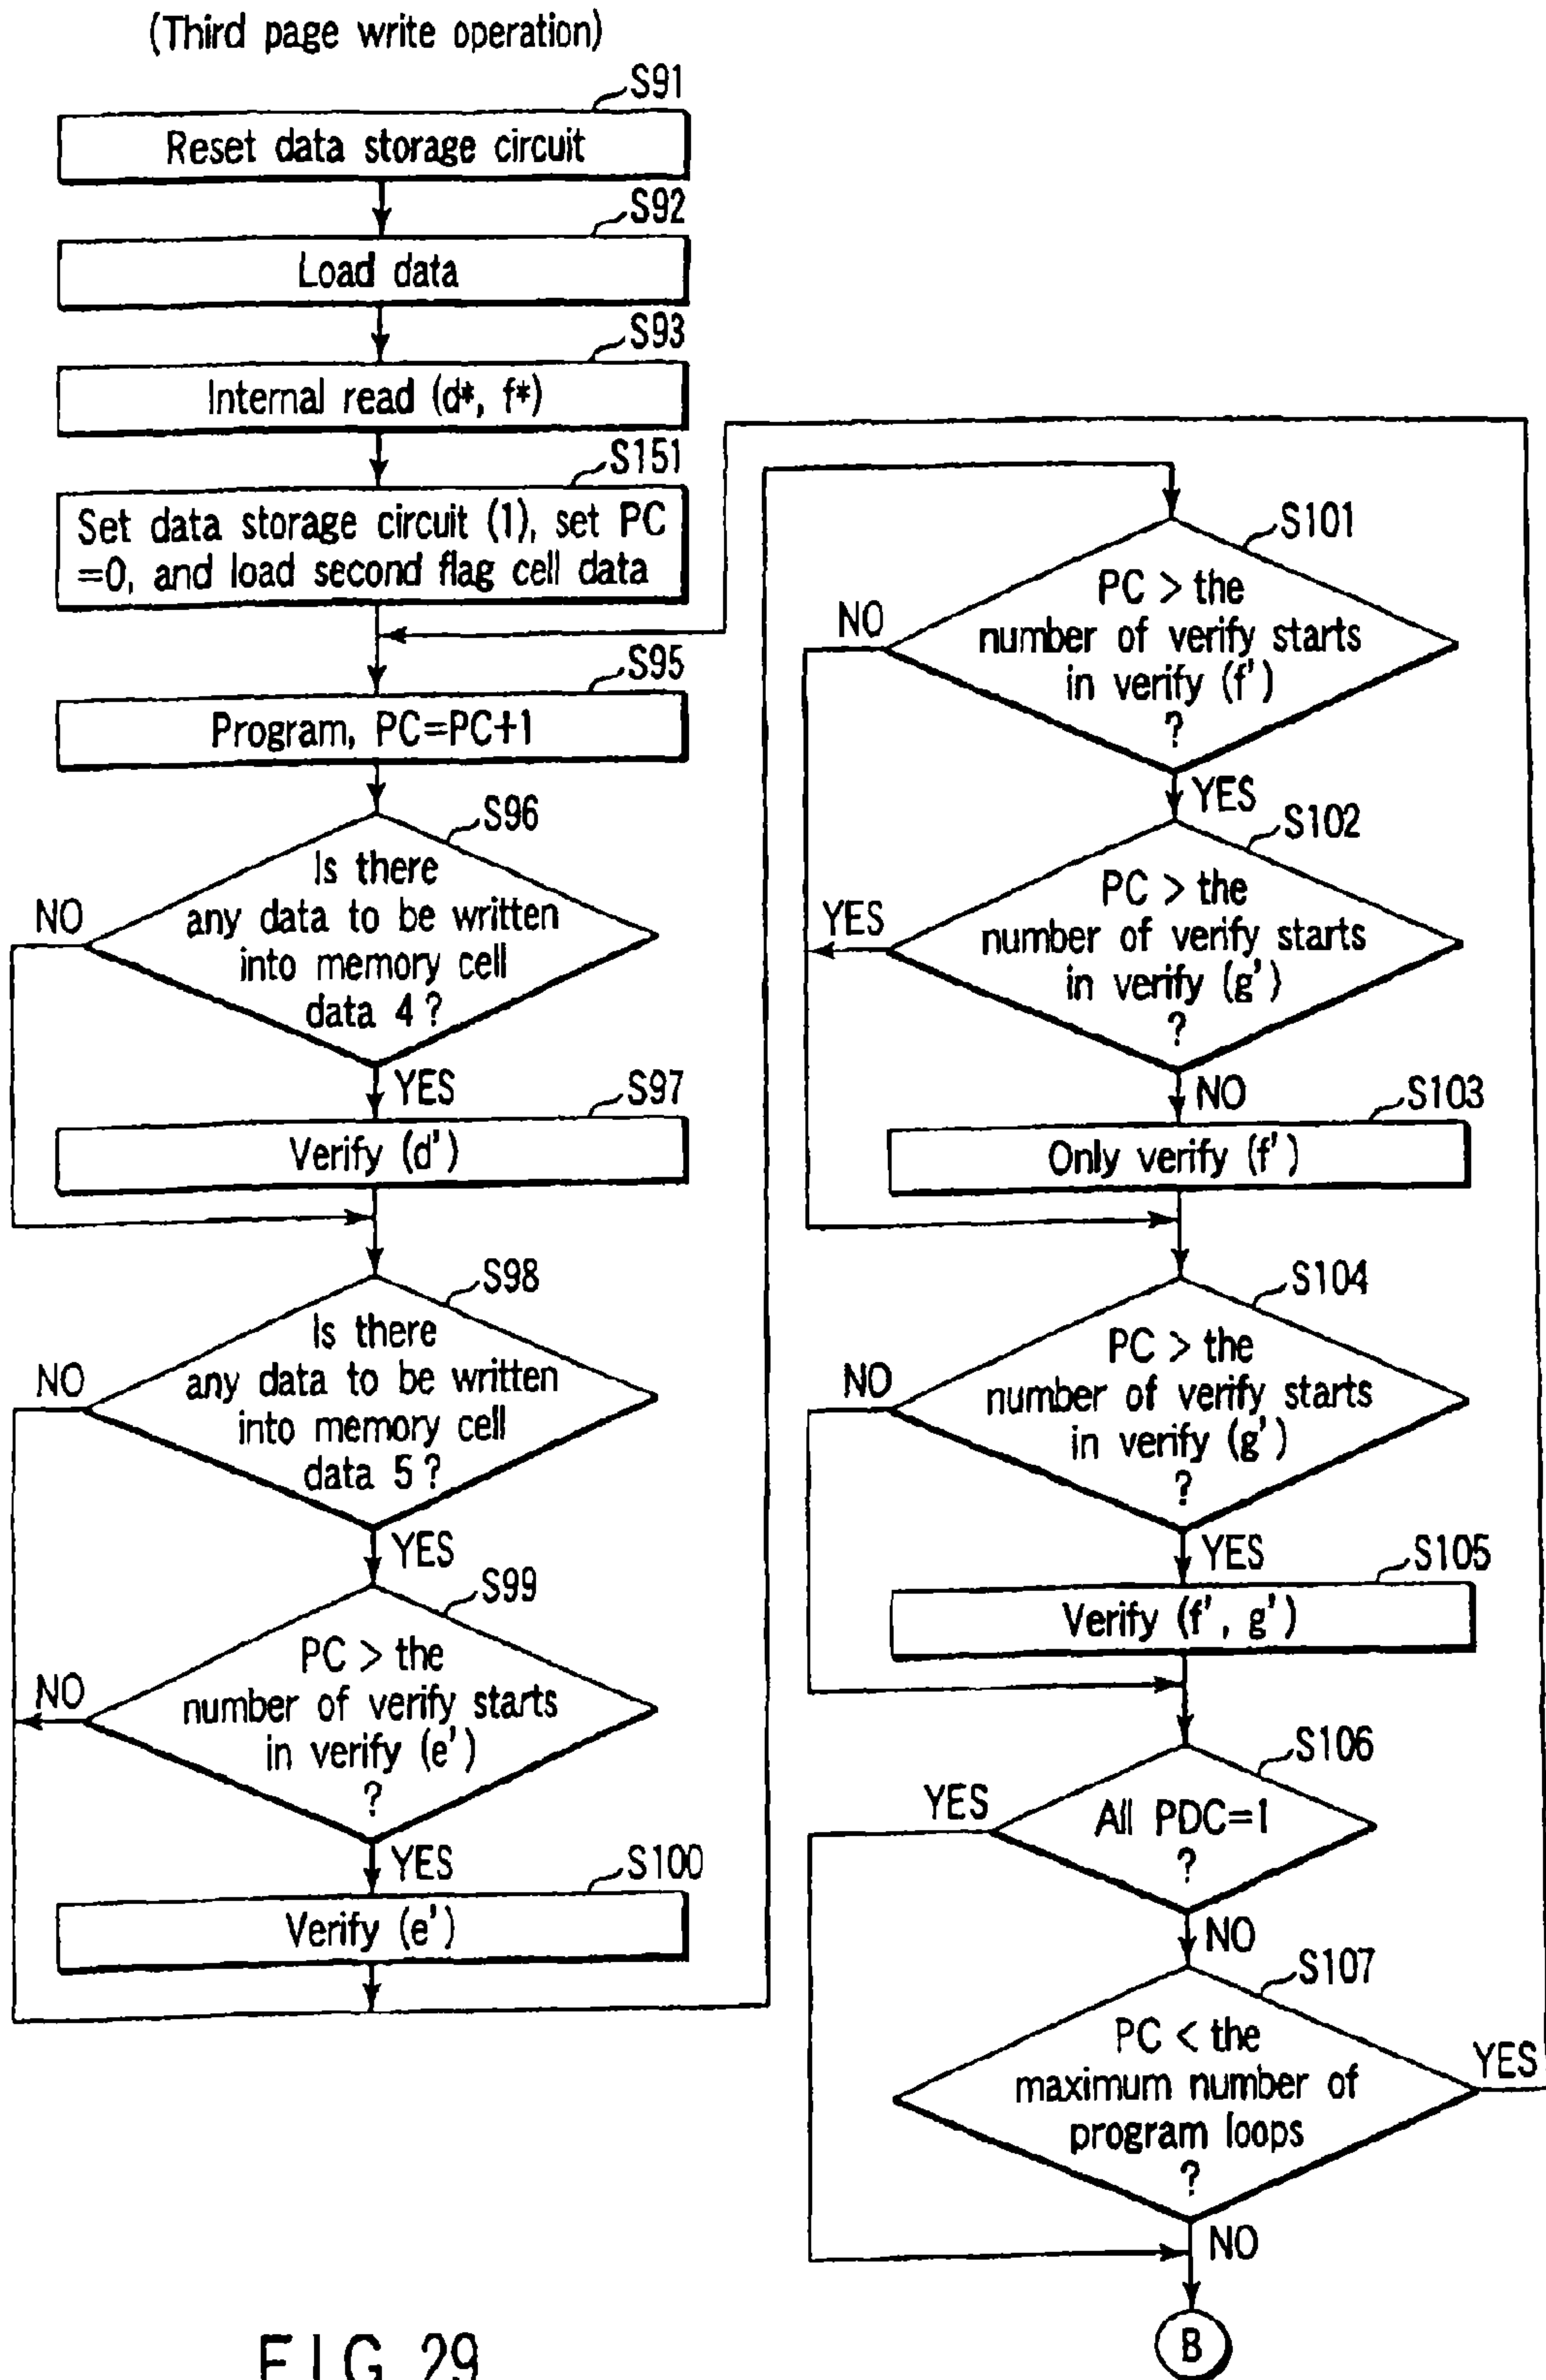 (Third page write operation)
S91
Reset data storage circuit
S92
Load data
S93
Internal read (d*, f*)
S151
Set data storage circuit (1), set PC
=0, and load second flag cell data
S95
Program, PC=PC+1
S96
Is there
any data to be written
into memory cell
data 4?
NO
YES
S97
Verify (d')
S98
Is there
any data to be written
into memory cell
data 5?
NO
YES
S99
PC > the
number of verify starts
in verify (e')
?
NO
YES
S100
Verify (e')
S101
PC > the
number of verify starts
in verify (f')
?
NO
YES
S102
PC > the
number of verify starts
in verify (g')
?
YES
NO
S103
Only verify (f')
S104
PC > the
number of verify starts
in verify (g')
?
NO
YES
S105
Verify (f', g')
S106
All PDC=1
?
YES
NO
S107
PC < the
maximum number of
program loops
?
YES
NO
B
FIG. 29